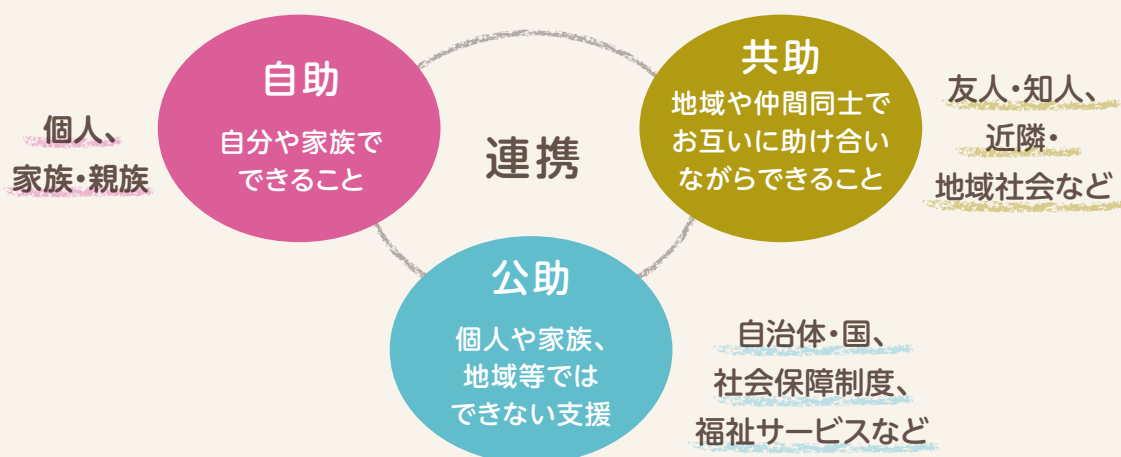 自助
自分や家族で
できること
個人、
家族・親族
連携
共助
地域や仲間同士で
お互いに助け合い
ながらできること
友人・知人、
近隣・
地域社会など
公助
個人や家族、
地域等では
できない支援
自治体・国、
社会保障制度、
福祉サービスなど